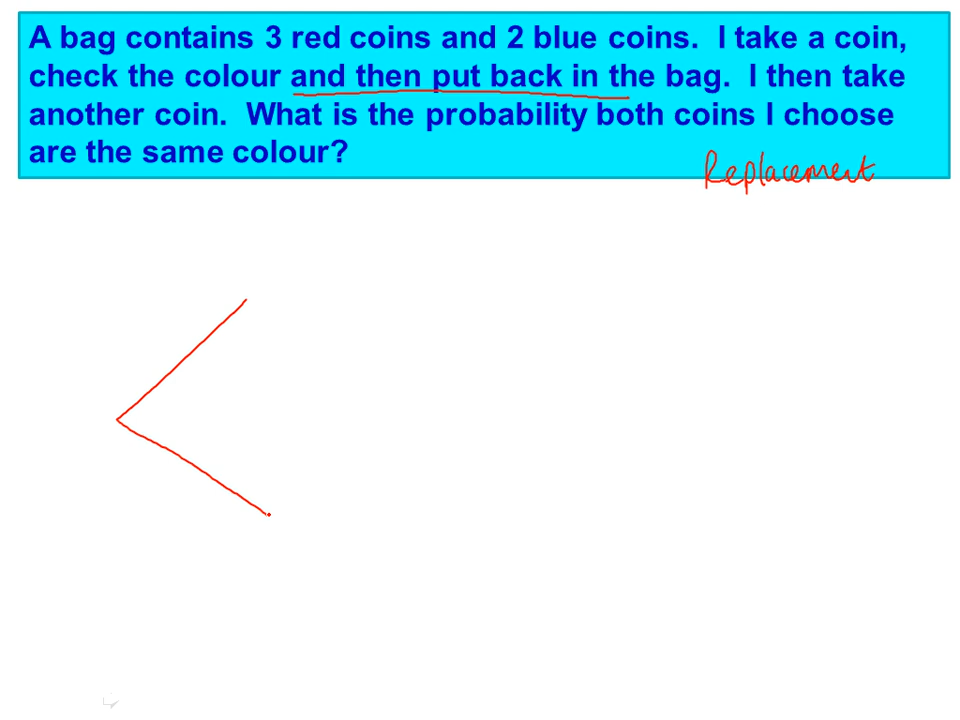 A bag contains 3 red coins and 2 blue coins.  I take a coin,
check the colour and then put back in the bag.  I then take
another coin.  What is the probability both coins I choose
are the same colour?
Replacement